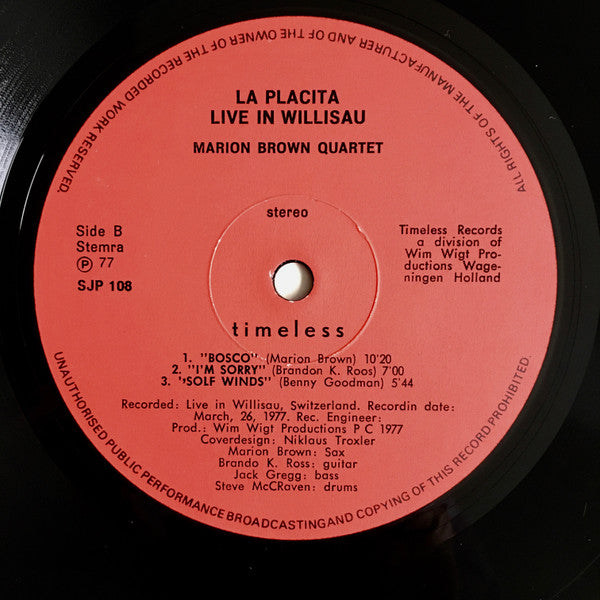 ALL RIGHTS OF THE MANUFACTURER AND OF THE OWNER OF THE RECORDED WORK RESERVED.
LA PLACITA
LIVE IN WILLISAU
MARION BROWN QUARTET
stereo
Side B
Stemra
Ⓟ 77
SJP 108
Timeless Records
a division of
Wim Wigt Pro-
ductions Wage-
ningen Holland
timeless
1. "BOSCO" (Marion Brown) 10'20
2. "I'M SORRY" (Brandon K. Roos) 7'00
3. "SOLF WINDS" (Benny Goodman) 5'44
Recorded: Live in Willisau, Switzerland. Recordin date:
March, 26, 1977. Rec. Engineer:
Prod.: Wim Wigt Productions P C 1977
Coverdesign: Niklaus Troxler
Marion Brown: Sax
Brando K. Ross: guitar
Jack Gregg: bass
Steve McCraven: drums
UNAUTHORISED PUBLIC PERFORMANCE BROADCASTING AND COPYING OF THIS RECORD PROHIBITED.